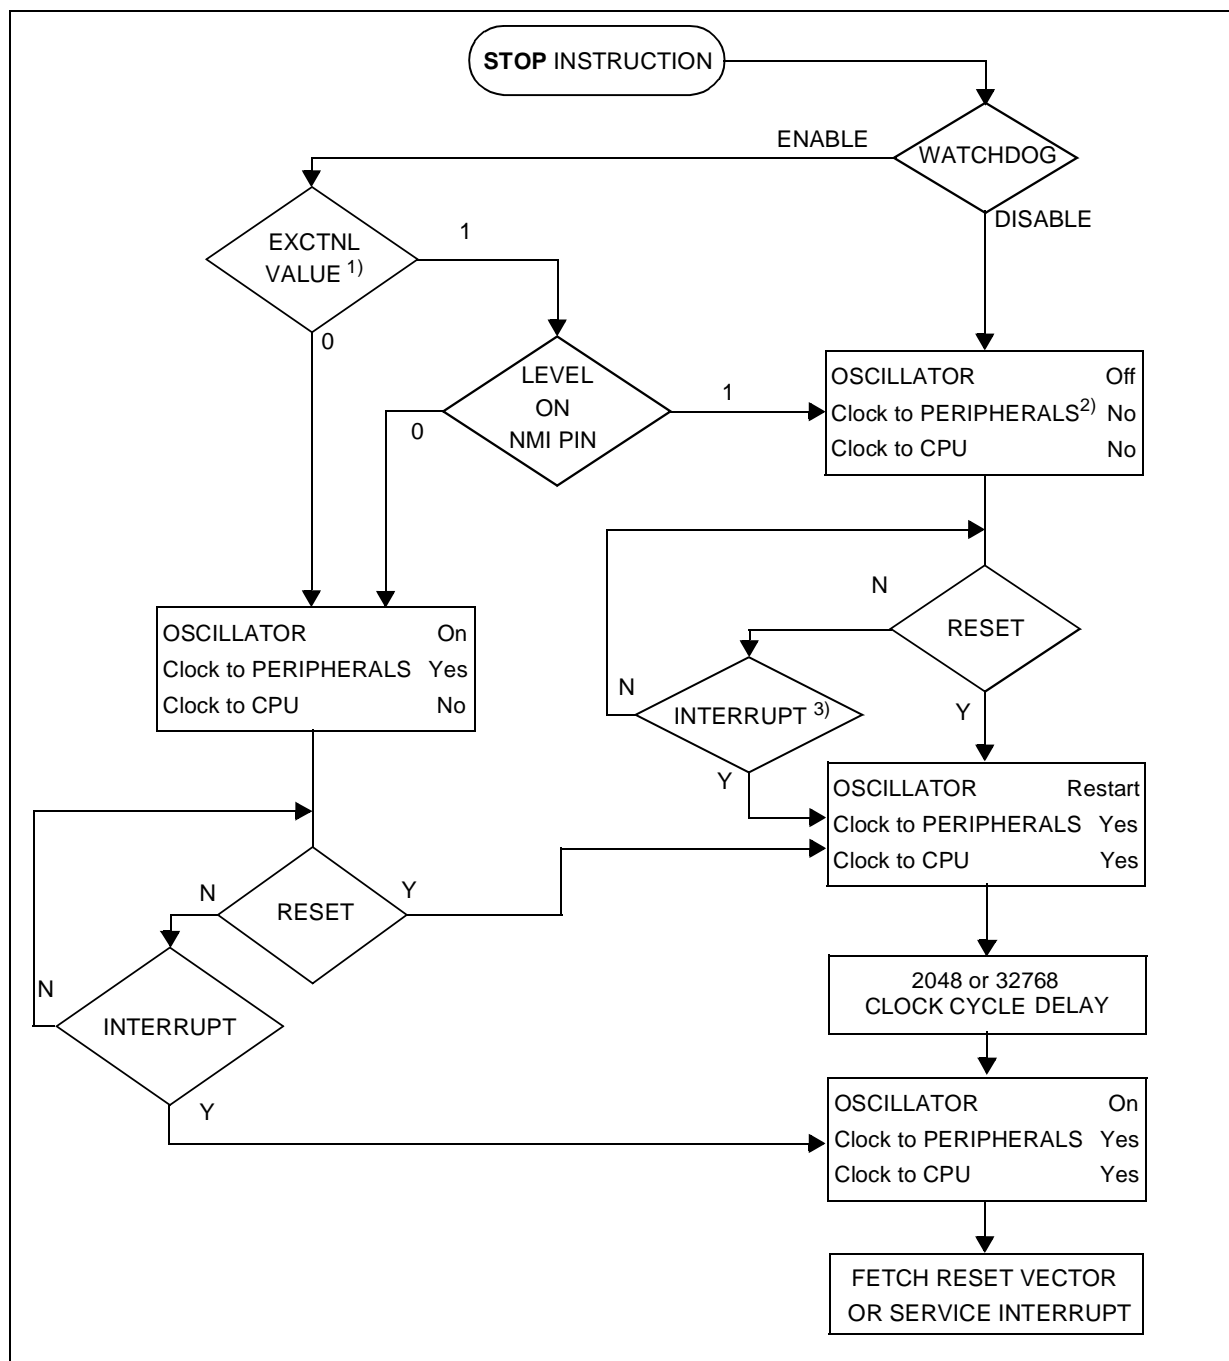 STOP INSTRUCTION
ENABLE
WATCHDOG
DISABLE
EXCTNL
VALUE 1)
1
0
LEVEL
ON
NMI PIN
1
0
OSCILLATOR Off
Clock to PERIPHERALS2) No
Clock to CPU No
N
RESET
Y
OSCILLATOR On
Clock to PERIPHERALS Yes
Clock to CPU No
N
INTERRUPT 3)
Y
OSCILLATOR Restart
Clock to PERIPHERALS Yes
Clock to CPU Yes
N
RESET
Y
N
INTERRUPT
Y
2048 or 32768
CLOCK CYCLE DELAY
OSCILLATOR On
Clock to PERIPHERALS Yes
Clock to CPU Yes
FETCH RESET VECTOR
OR SERVICE INTERRUPT